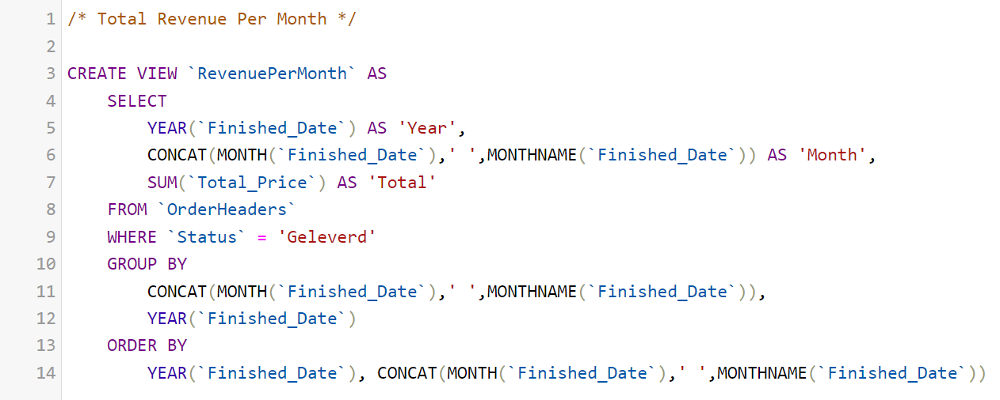 1 /* Total Revenue Per Month */
2
3 CREATE VIEW `RevenuePerMonth` AS
4     SELECT
5         YEAR(`Finished_Date`) AS 'Year',
6         CONCAT(MONTH(`Finished_Date`),' ',MONTHNAME(`Finished_Date`)) AS 'Month',
7         SUM(`Total_Price`) AS 'Total'
8     FROM `OrderHeaders`
9     WHERE `Status` = 'Geleverd'
10     GROUP BY
11         CONCAT(MONTH(`Finished_Date`),' ',MONTHNAME(`Finished_Date`)),
12         YEAR(`Finished_Date`)
13     ORDER BY
14         YEAR(`Finished_Date`), CONCAT(MONTH(`Finished_Date`),' ',MONTHNAME(`Finished_Date`))